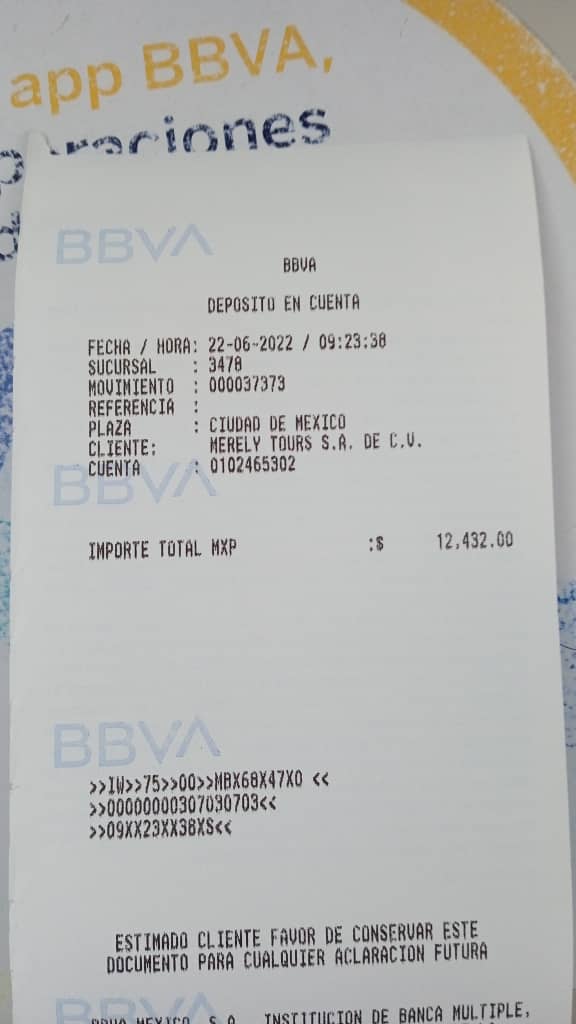 app BBVA,
operaciones
BBVA
BBVA
DEPOSITO EN CUENTA
FECHA / HORA: 22-06-2022 / 09:23:38
SUCURSAL : 3478
MOVIMIENTO : 000037373
REFERENCIA :
PLAZA : CIUDAD DE MEXICO
CLIENTE: MERELY TOURS S.A. DE C.V.
CUENTA : 0102465302
BBVA
IMPORTE TOTAL MXP :$ 12,432.00
BBVA
>>IW>>75>>00>>MBX68X47X0 <<
>>00000000307030703<<
>>09XX23XX38XS<<
ESTIMADO CLIENTE FAVOR DE CONSERVAR ESTE
DOCUMENTO PARA CUALQUIER ACLARACION FUTURA
BBVA
BBVA MEXICO, S.A., INSTITUCION DE BANCA MULTIPLE,